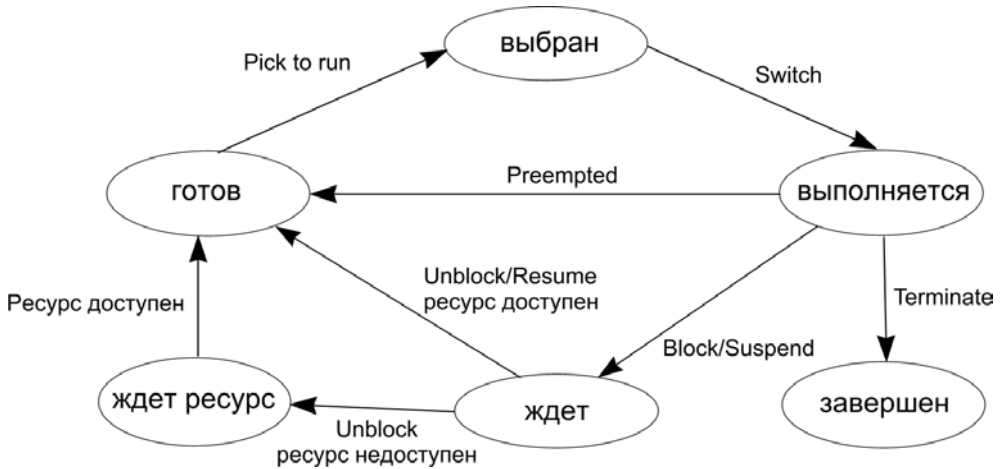 выбран
Pick to run
Switch
готов
Preempted
выполняется
Unblock/Resume
ресурс доступен
Ресурс доступен
Terminate
Block/Suspend
ждет ресурс
ждет
завершен
Unblock
ресурс недоступен